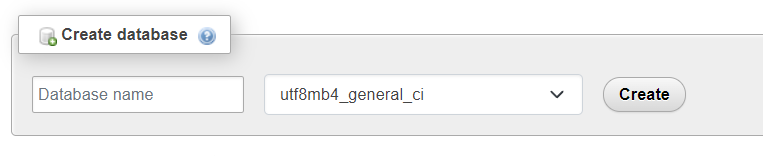 Create database
Database name
utf8mb4_general_ci
Create